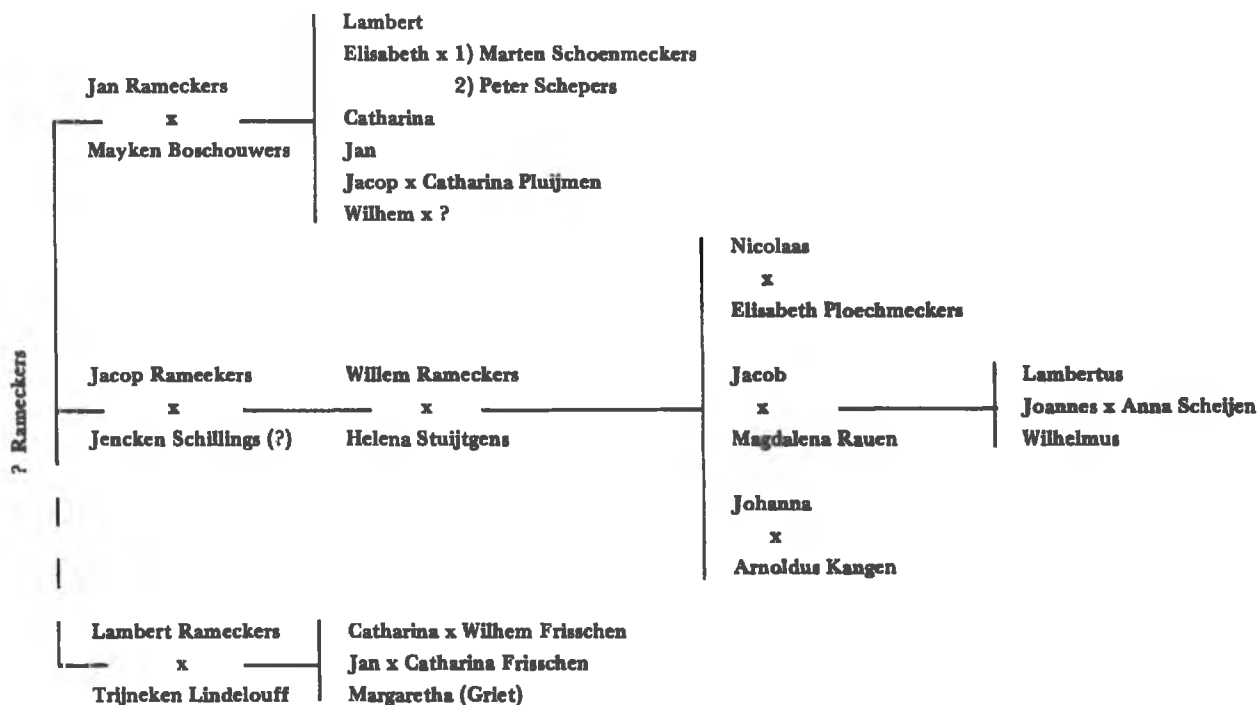 Lambert
Elisabeth x 1) Marten Schoenmeckers
2) Peter Schepers
Jan Rameckers
x
Mayken Boschouwers
Catharina
Jan
Jacop x Catharina Pluijmen
Wilhem x ?
? Rameckers
Jacop Rameekers
x
Jencken Schillings (?)
Willem Rameckers
x
Helena Stuijtgens
Nicolaas
x
Elisabeth Ploechmeckers
Jacob
x
Magdalena Rauen
Johanna
x
Arnoldus Kangen
Lambertus
Joannes x Anna Scheijen
Wilhelmus
Lambert Rameckers
x
Trijneken Lindelouff
Catharina x Wilhem Frisschen
Jan x Catharina Frisschen
Margaretha (Griet)